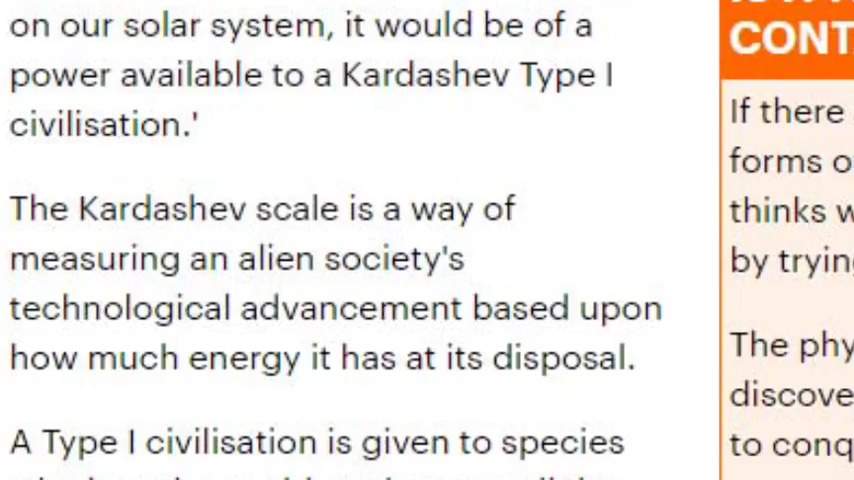 on our solar system, it would be of a
power available to a Kardashev Type I
civilisation.'
The Kardashev scale is a way of
measuring an alien society's
technological advancement based upon
how much energy it has at its disposal.
A Type I civilisation is given to species
CONT
If there
forms o
thinks w
by trying
The phy
discove
to conq